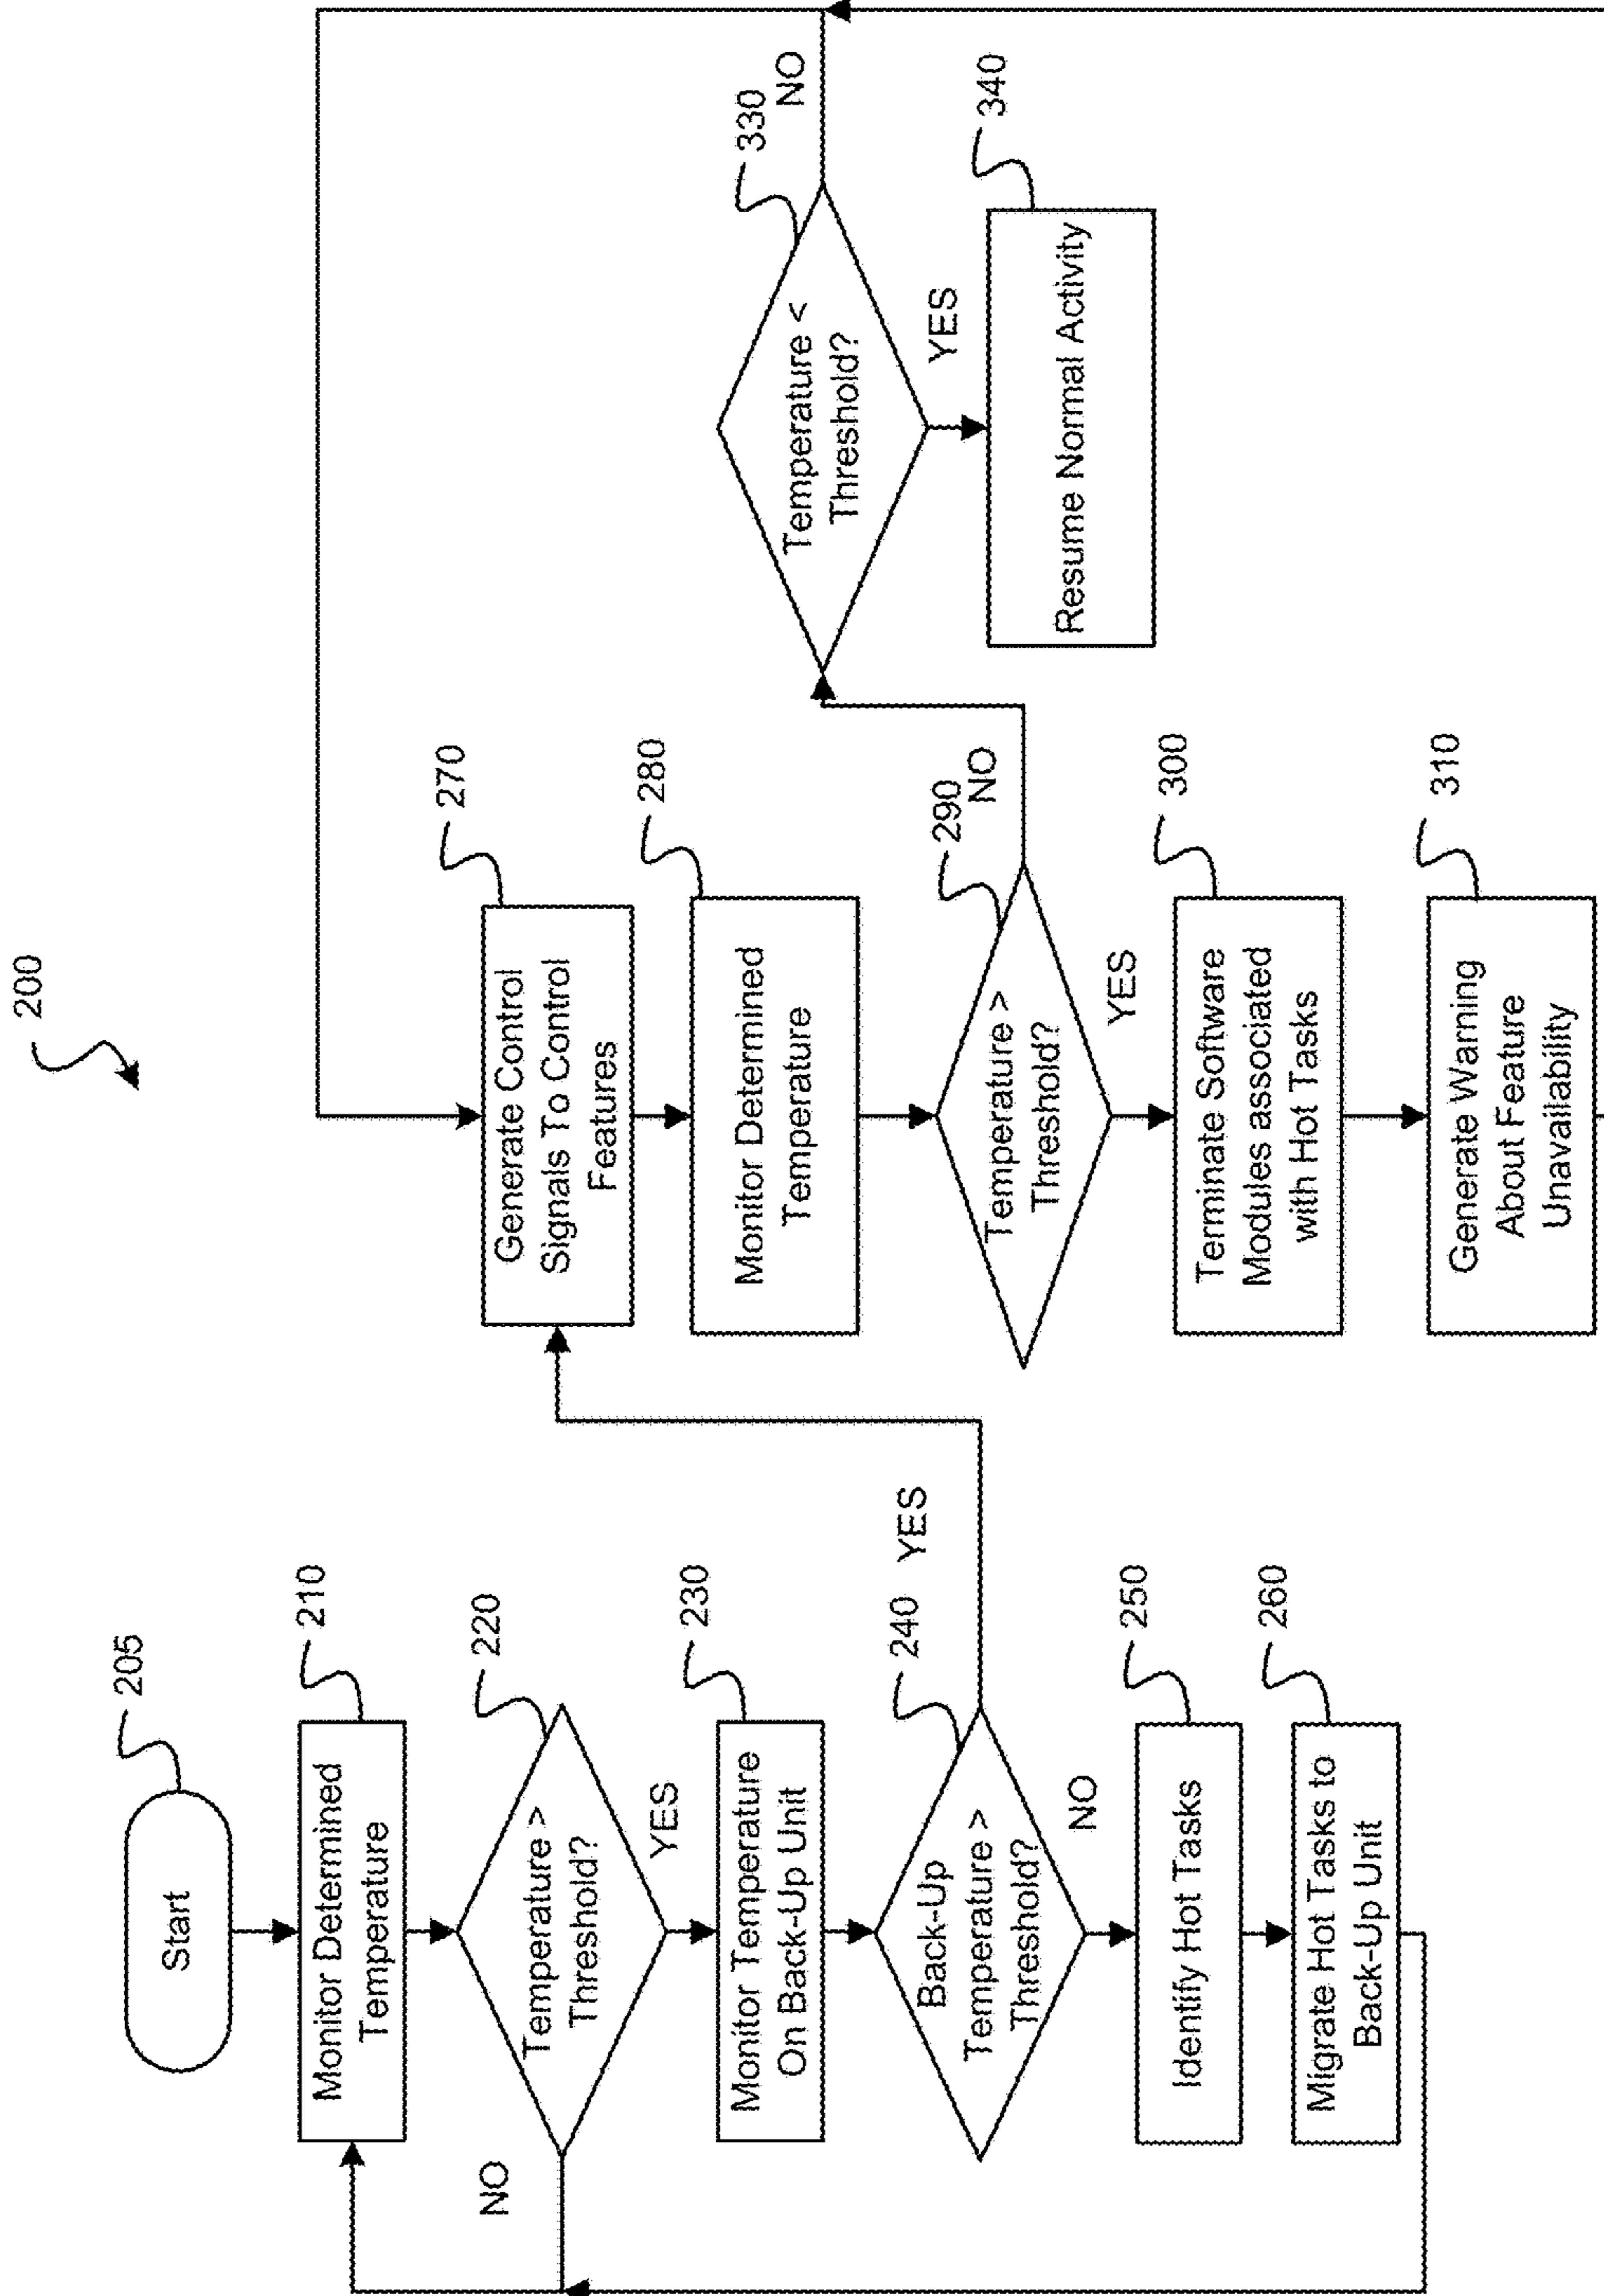 200
Start
205
Monitor Determined
Temperature
210
Temperature >
Threshold?
220
NO
YES
Monitor Temperature
On Back-Up Unit
230
Back-Up
Temperature >
Threshold?
240
YES
NO
Identify Hot Tasks
250
Migrate Hot Tasks to
Back-Up Unit
260
Generate Control
Signals To Control
Features
270
Monitor Determined
Temperature
280
Temperature >
Threshold?
290
NO
YES
Terminate Software
Modules associated
with Hot Tasks
300
Generate Warning
About Feature
Unavailability
310
Temperature <
Threshold?
330
NO
YES
Resume Normal Activity
340